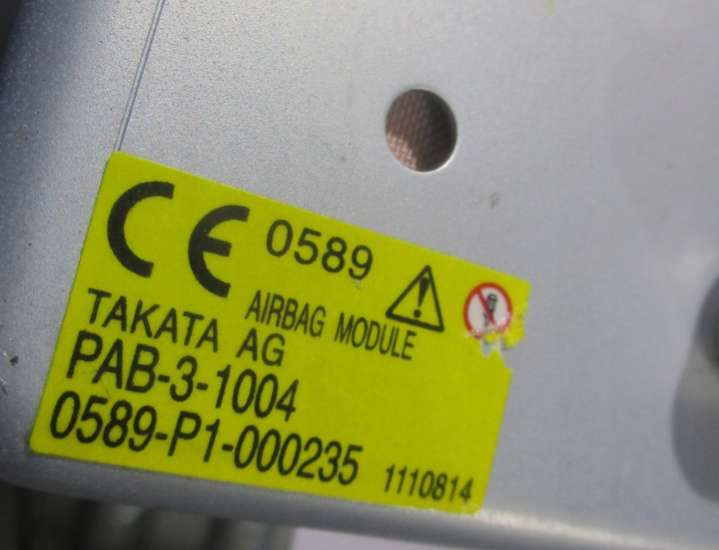 CE 0589
AIRBAG MODULE
TAKATA AG
PAB-3-1004
0589-P1-000235
1110814